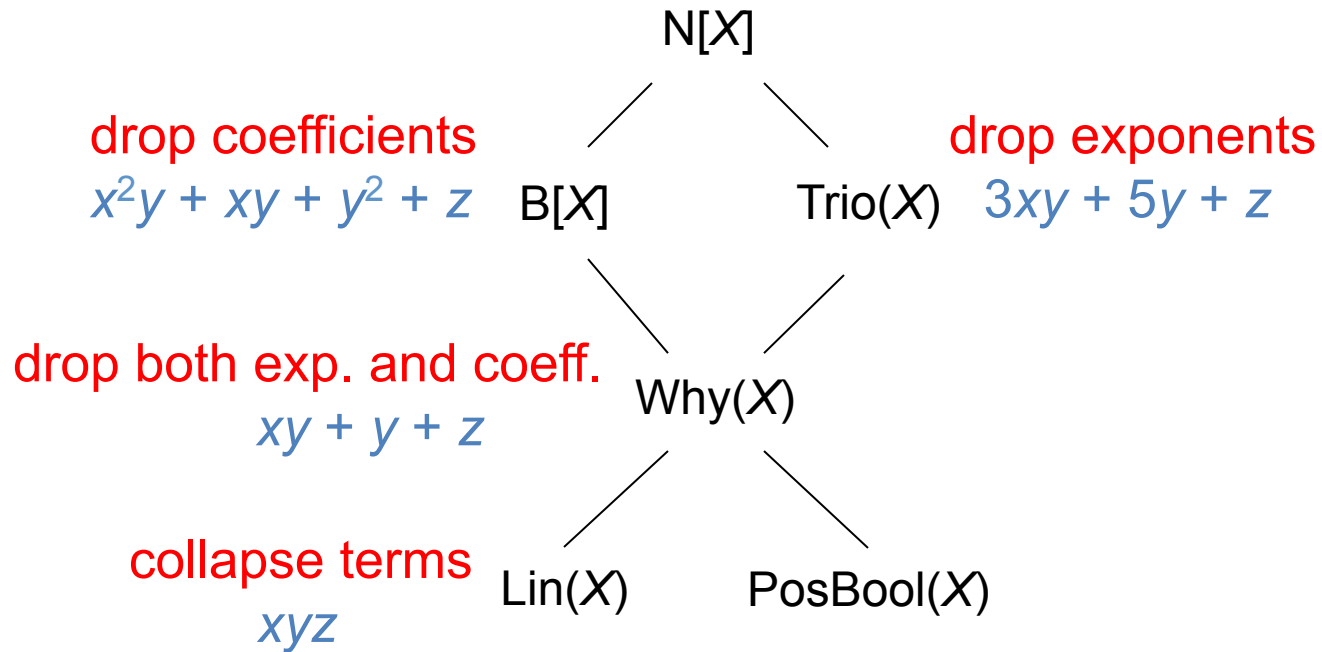 N[X]
drop coefficients
x²y + xy + y² + z
B[X]
Trio(X)
drop exponents
3xy + 5y + z
drop both exp. and coeff.
xy + y + z
Why(X)
collapse terms
xyz
Lin(X)
PosBool(X)